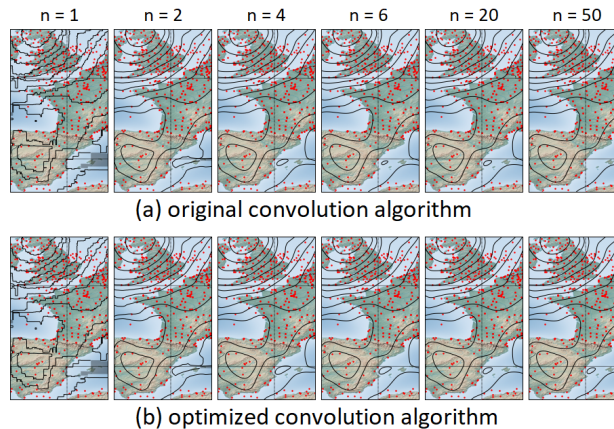 n = 1 n = 2 n = 4 n = 6 n = 20 n = 50
(a) original convolution algorithm
(b) optimized convolution algorithm